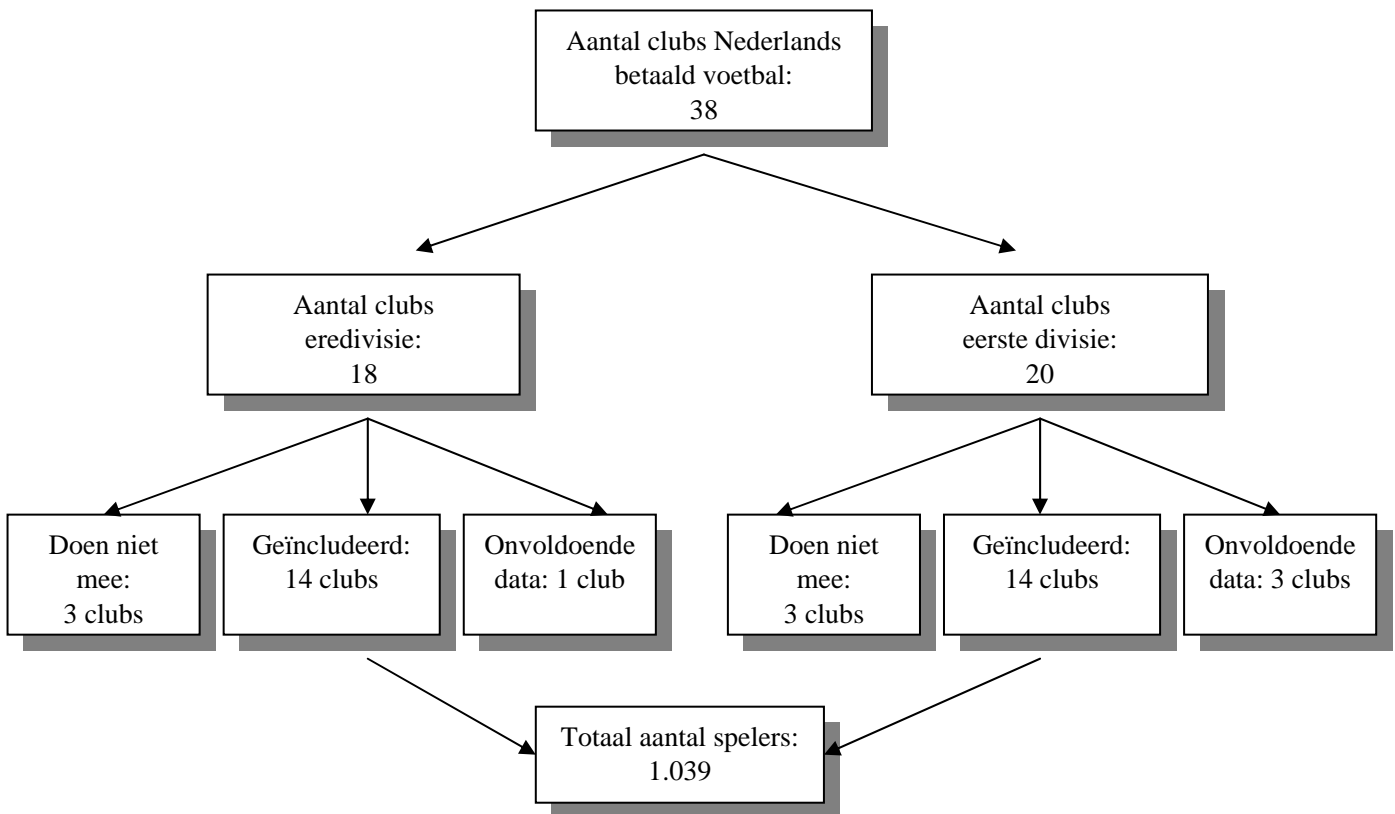 Aantal clubs Nederlands
betaald voetbal:
38
Aantal clubs
eredivisie:
18
Aantal clubs
eerste divisie:
20
Doen niet
mee:
3 clubs
Geïncludeerd:
14 clubs
Onvoldoende
data: 1 club
Doen niet
mee:
3 clubs
Geïncludeerd:
14 clubs
Onvoldoende
data: 3 clubs
Totaal aantal spelers:
1.039